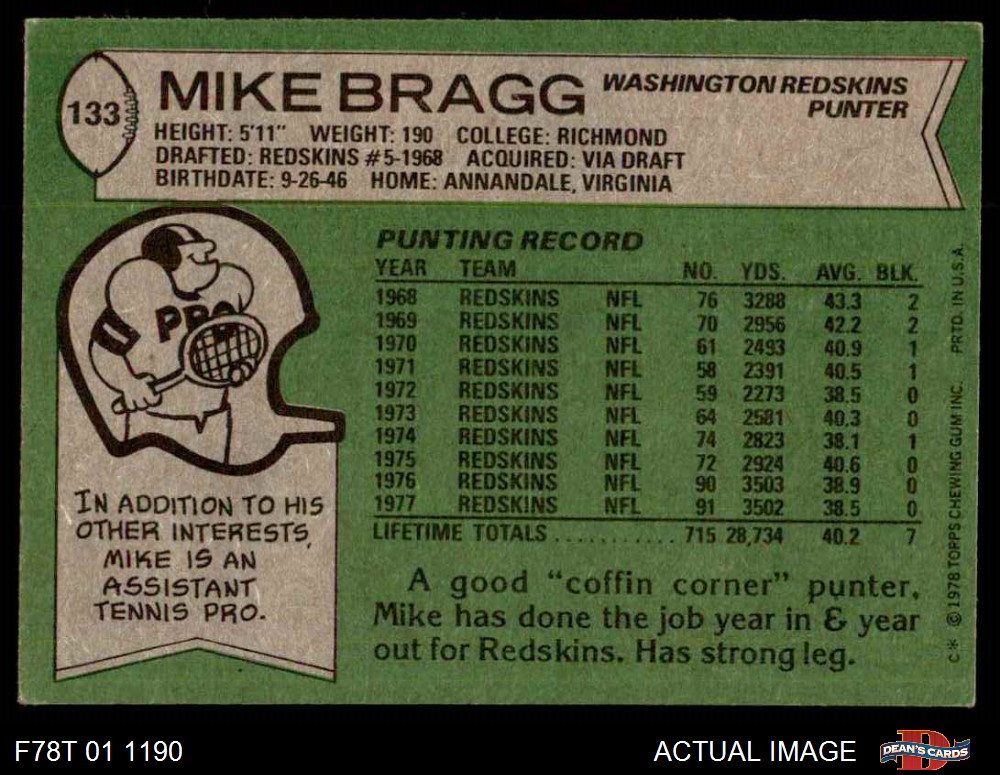 133
MIKE BRAGG
WASHINGTON REDSKINS
PUNTER
HEIGHT: 5'11" WEIGHT: 190 COLLEGE: RICHMOND
DRAFTED: REDSKINS #5-1968 ACQUIRED: VIA DRAFT
BIRTHDATE: 9-26-46 HOME: ANNANDALE, VIRGINIA
PRO
IN ADDITION TO HIS
OTHER INTERESTS,
MIKE IS AN
ASSISTANT
TENNIS PRO.
PUNTING RECORD
YEAR TEAM NO. YDS. AVG. BLK.
1968 REDSKINS NFL 76 3288 43.3 2
1969 REDSKINS NFL 70 2956 42.2 2
1970 REDSKINS NFL 61 2493 40.9 1
1971 REDSKINS NFL 58 2391 40.5 1
1972 REDSKINS NFL 59 2273 38.5 0
1973 REDSKINS NFL 64 2581 40.3 0
1974 REDSKINS NFL 74 2823 38.1 1
1975 REDSKINS NFL 72 2924 40.6 0
1976 REDSKINS NFL 90 3503 38.9 0
1977 REDSKINS NFL 91 3502 38.5 0
LIFETIME TOTALS ........... 715 28,734 40.2 7
A good “coffin corner” punter,
Mike has done the job year in & year
out for Redskins. Has strong leg.
C* © 1978 TOPPS CHEWING GUM INC. PRTD. IN U.S.A.
F78T 01 1190
ACTUAL IMAGE
DEAN'S CARDS